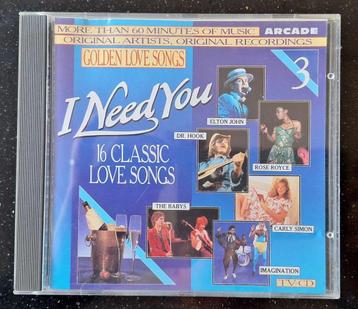 MORE THAN 60 MINUTES OF MUSIC ARCADE
ORIGINAL ARTISTS, ORIGINAL RECORDINGS
GOLDEN LOVE SONGS
3
I Need You
16 CLASSIC
LOVE SONGS
ELTON JOHN
DR. HOOK
ROSE ROYCE
THE BABYS
CARLY SIMON
IMAGINATION
TV/CD